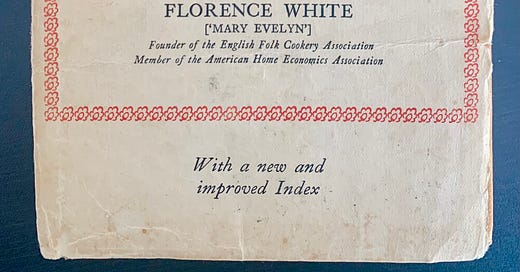 FLORENCE WHITE
['MARY EVELYN']
Founder of the English Folk Cookery Association
Member of the American Home Economics Association
With a new and
improved Index